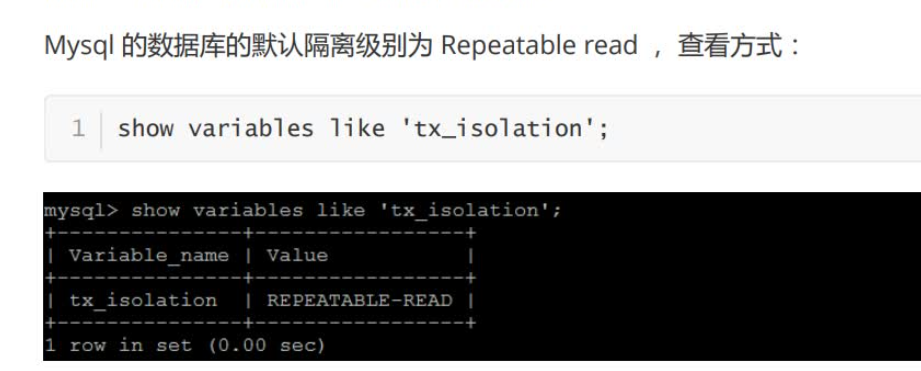 Mysql 的数据库的默认隔离级别为 Repeatable read ，查看方式：
1 show variables like 'tx_isolation';
mysql> show variables like 'tx_isolation';
+---------------+-----------------+
| Variable_name | Value           |
+---------------+-----------------+
| tx_isolation  | REPEATABLE-READ |
+---------------+-----------------+
1 row in set (0.00 sec)